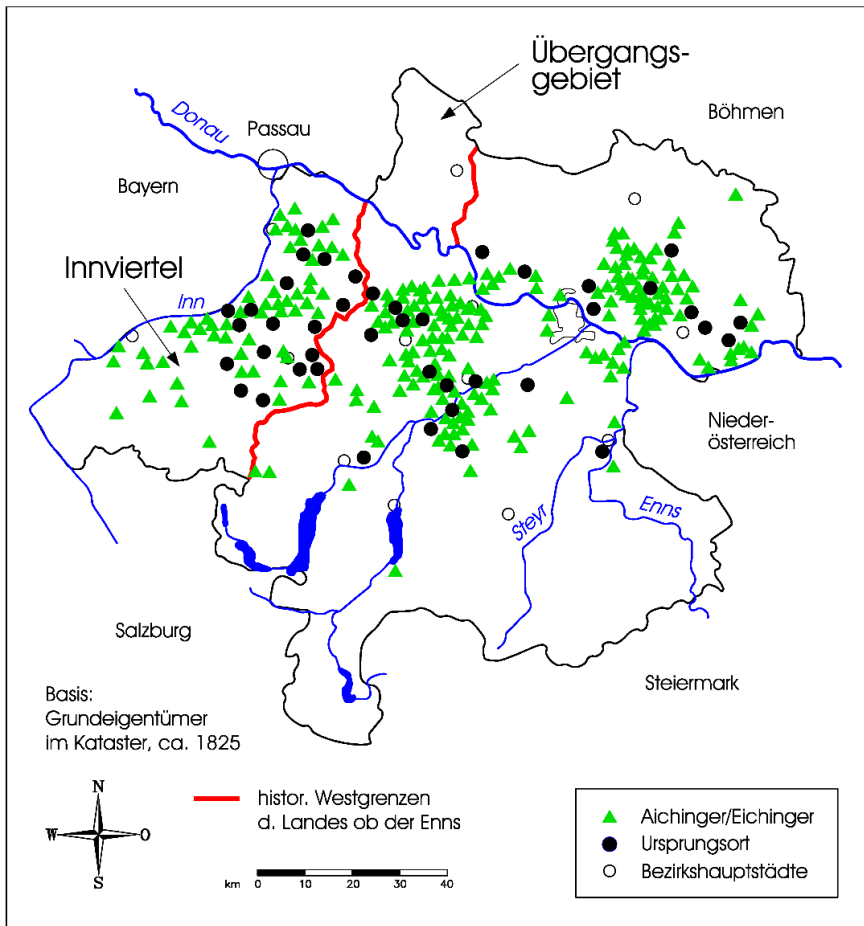 Übergangs-
gebiet
Böhmen
Donau
Passau
Bayern
Innviertel
Inn
Nieder-
österreich
Steyr
Enns
Salzburg
Steiermark
Basis:
Grundeigentümer
im Kataster, ca. 1825
N
W
O
S
histor. Westgrenzen
d. Landes ob der Enns
km 0 10 20 30 40
Aichinger/Eichinger
Ursprungsort
Bezirkshauptstädte